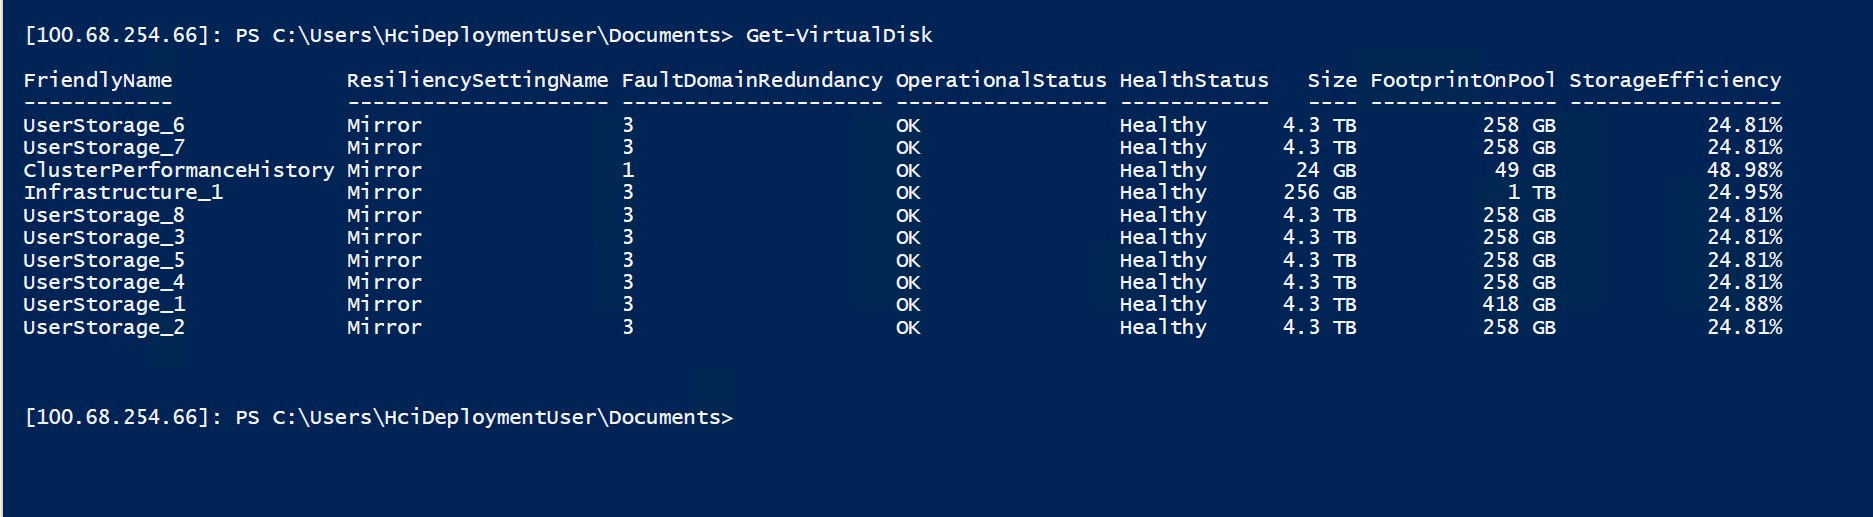 [100.68.254.66]: PS C:\Users\HciDeploymentUser\Documents> Get-VirtualDisk
FriendlyName ResiliencySettingName FaultDomainRedundancy OperationalStatus HealthStatus Size FootprintOnPool StorageEfficiency
------------ --------------------- --------------------- ----------------- ------------ ---- --------------- -----------------
UserStorage_6 Mirror 3 OK Healthy 4.3 TB 258 GB 24.81%
UserStorage_7 Mirror 3 OK Healthy 4.3 TB 258 GB 24.81%
ClusterPerformanceHistory Mirror 1 OK Healthy 24 GB 49 GB 48.98%
Infrastructure_1 Mirror 3 OK Healthy 256 GB 1 TB 24.95%
UserStorage_8 Mirror 3 OK Healthy 4.3 TB 258 GB 24.81%
UserStorage_3 Mirror 3 OK Healthy 4.3 TB 258 GB 24.81%
UserStorage_5 Mirror 3 OK Healthy 4.3 TB 258 GB 24.81%
UserStorage_4 Mirror 3 OK Healthy 4.3 TB 258 GB 24.81%
UserStorage_1 Mirror 3 OK Healthy 4.3 TB 418 GB 24.88%
UserStorage_2 Mirror 3 OK Healthy 4.3 TB 258 GB 24.81%
[100.68.254.66]: PS C:\Users\HciDeploymentUser\Documents>